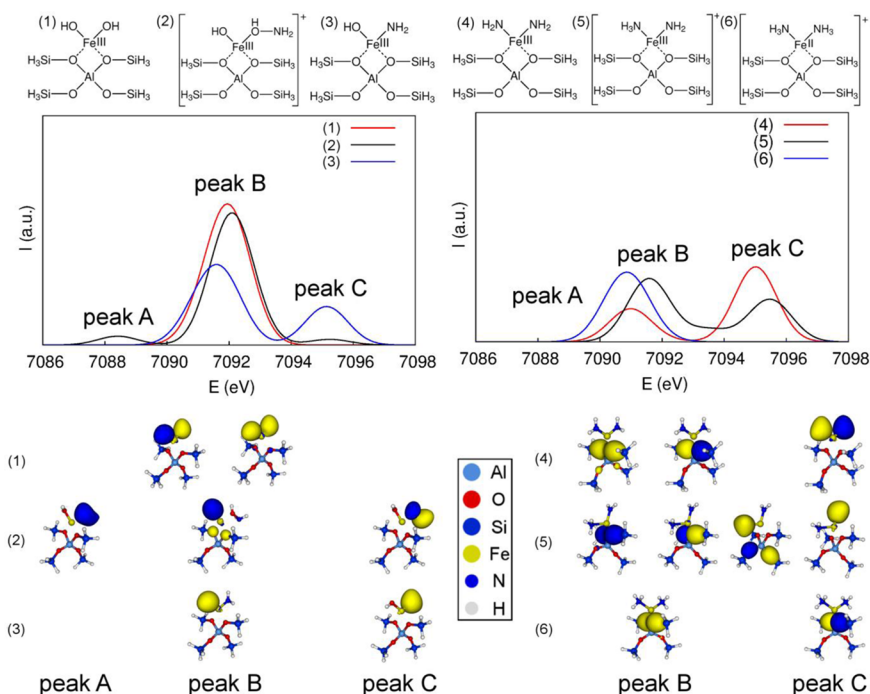 (1) (2) (3) (4) (5) (6)
HO OH HO H O NH2 + HO NH2 H2N NH2 H3N NH2 + H3N NH3 +
FeIII FeIII FeIII FeIII FeIII FeII
H3Si O O SiH3 H3Si O O SiH3 H3Si O O SiH3 H3Si O O SiH3 H3Si O O SiH3 H3Si O O SiH3
Al Al Al Al Al Al
H3Si O O SiH3 H3Si O O SiH3 H3Si O O SiH3 H3Si O O SiH3 H3Si O O SiH3 H3Si O O SiH3
(1)
(2)
(3)
peak B
peak C
peak A
I (a.u.)
7086 7088 7090 7092 7094 7096 7098
E (eV)
(4)
(5)
(6)
peak B
peak C
peak A
I (a.u.)
7086 7088 7090 7092 7094 7096 7098
E (eV)
(1)
(2)
(3)
peak A peak B peak C
Al
O
Si
Fe
N
H
(4)
(5)
(6)
peak B peak C